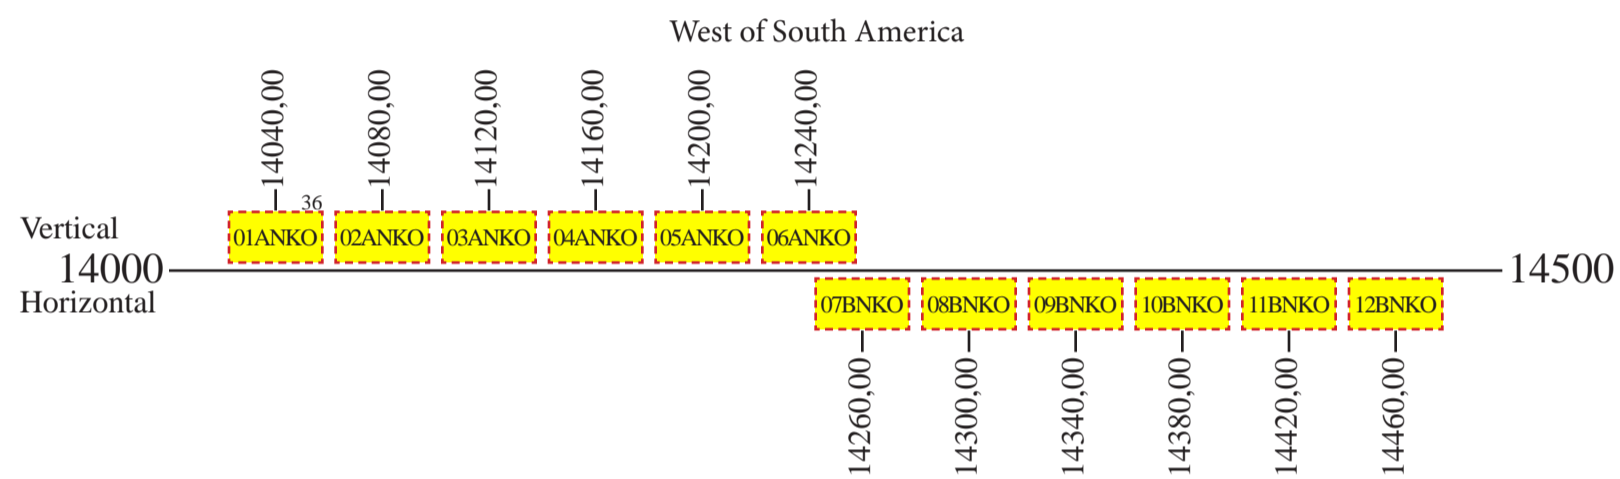 West of South America
14040,00 14080,00 14120,00 14160,00 14200,00 14240,00
36
Vertical 01ANKO 02ANKO 03ANKO 04ANKO 05ANKO 06ANKO
14000 14500
Horizontal 07BNKO 08BNKO 09BNKO 10BNKO 11BNKO 12BNKO
14260,00 14300,00 14340,00 14380,00 14420,00 14460,00